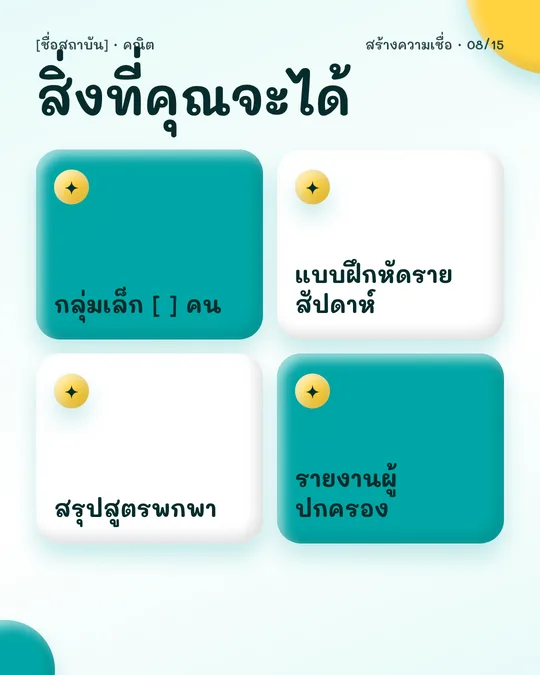 [ชื่อสถาบัน] · คณิต
สร้างความเชื่อ · 08/15
สิ่งที่คุณจะได้
กลุ่มเล็ก [ ] คน
แบบฝึกหัดราย
สัปดาห์
สรุปสูตรพกพา
รายงานผู้
ปกครอง